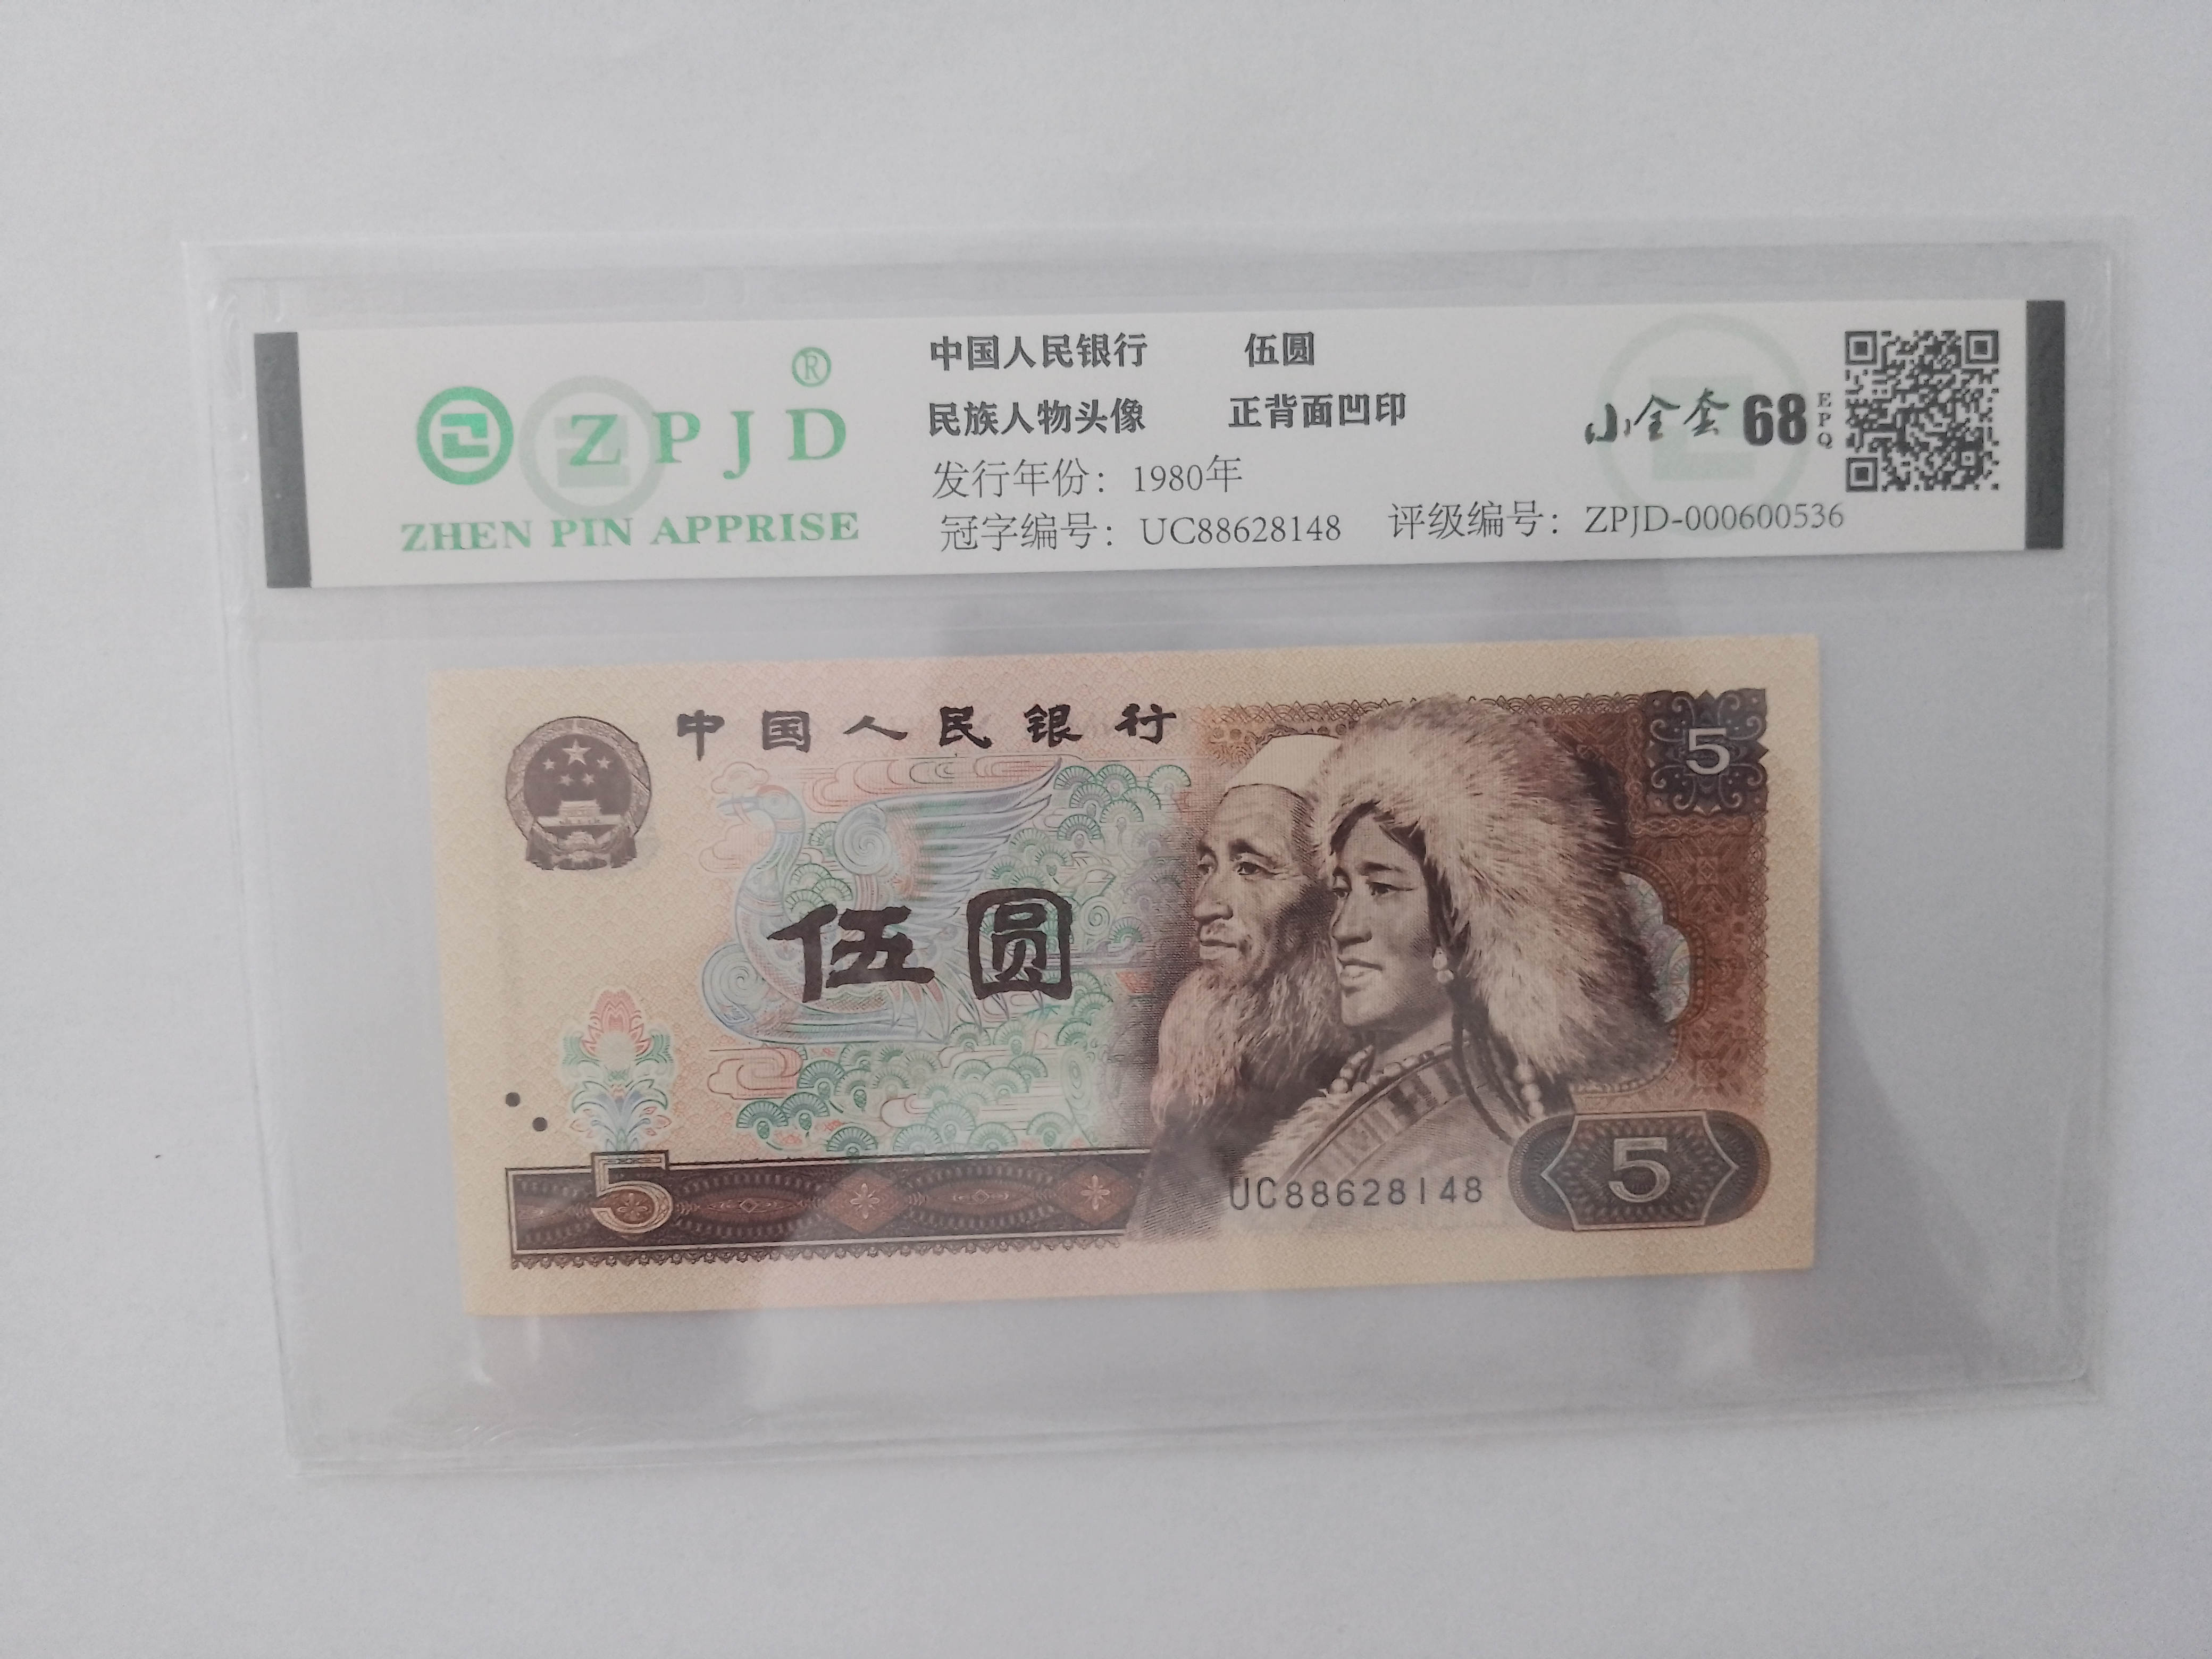 ®
ZPJD
ZHEN PIN APPRISE
中国人民银行 伍圆
民族人物头像 正背面凹印
发行年份：1980年
冠字编号：UC88628148 评级编号：ZPJD-000600536
小全套 68 EPQ
中国人民银行
5
伍圆
5
UC88628148
5